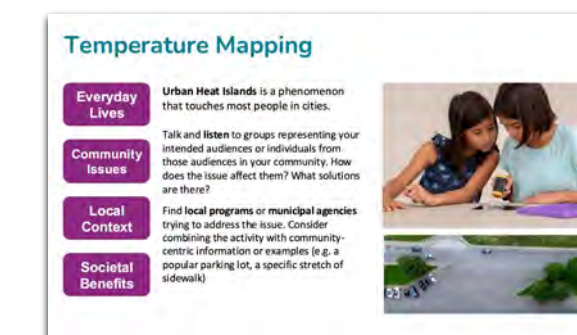 Temperature Mapping
Everyday
Lives
Urban Heat Islands is a phenomenon
that touches most people in cities.
Community
Issues
Talk and listen to groups representing your
intended audiences or individuals from
those audiences in your community. How
does the issue affect them? What solutions
are there?
Local
Context
Find local programs or municipal agencies
trying to address the issue. Consider
combining the activity with community-
centric information or examples (e.g. a
popular parking lot, a specific stretch of
sidewalk)
Societal
Benefits